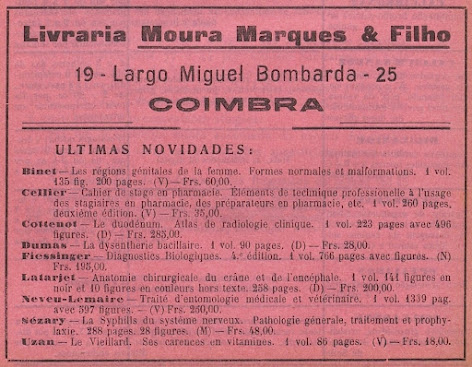 Livraria Moura Marques & Filho
19 - Largo Miguel Bombarda - 25
COIMBRA
ULTIMAS NOVIDADES:
Binet — Les régions génitales de la femme. Formes normales et malformations. 1 vol.
135 fig. 200 pages. (V) — Frs. 60,00.
Cellier — Cahier de stage en pharmacie. Eléments de technique professionelle à l'usage
des stagiaires en pharmacie, des préparateurs en pharmacie, etc. 1 vol. 260 pages,
deuxième édition. (V) — Frs. 35,00.
Cottenot — Le duodénum. Atlas de radiologie clinique. 1 vol. 223 pages avec 496
figures. (D) — Frs. 285,00.
Dumas — La dysentherie bacillaire. 1 vol. 90 pages. (D) — Frs. 28,00.
Fiessinger — Diagnostics Biologiques. 4.ª édition. 1 vol. 766 pages avec figures. (N)
Frs. 195,00.
Latarjet — Anatomie chirurgicale du crâne et de l'encéphale. 1 vol. 141 figures en
noir et 10 figures en couleurs hors texte. 258 pages. (D) — Frs. 200,00.
Neveu-Lemaire — Traité d'entomologie médicale et vétérinaire. 1 vol. 1339 pag.
avec 597 figures. — (V) Frs. 250,00.
Sézary — La Syphilis du système nerveux. Pathologie génerale, traitement et prophy-
laxie. 288 pages. 28 figures. (M) — Frs. 48,00.
Uzan — Le Vieillard. Ses carences en vitamines. 1 vol. 86 pages. (V) — Frs. 48,00.